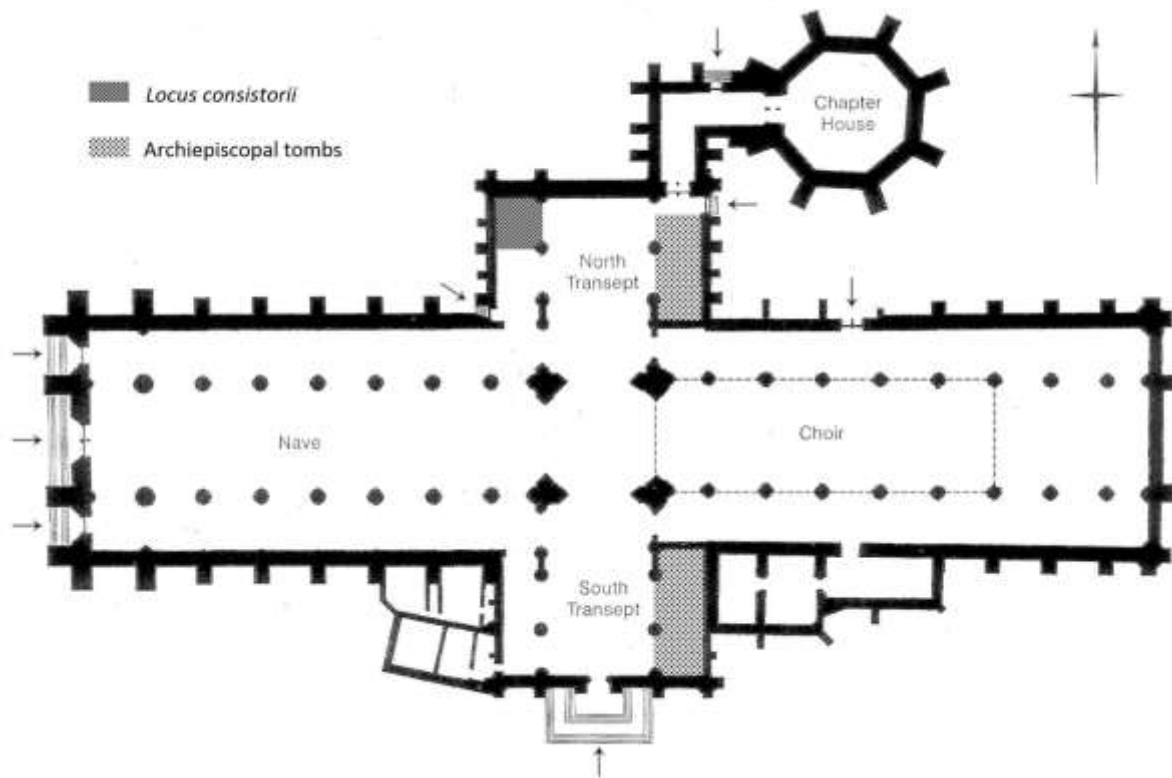 Locus consistorii
Archiepiscopal tombs
Chapter
House
North
Transept
Nave
Choir
South
Transept